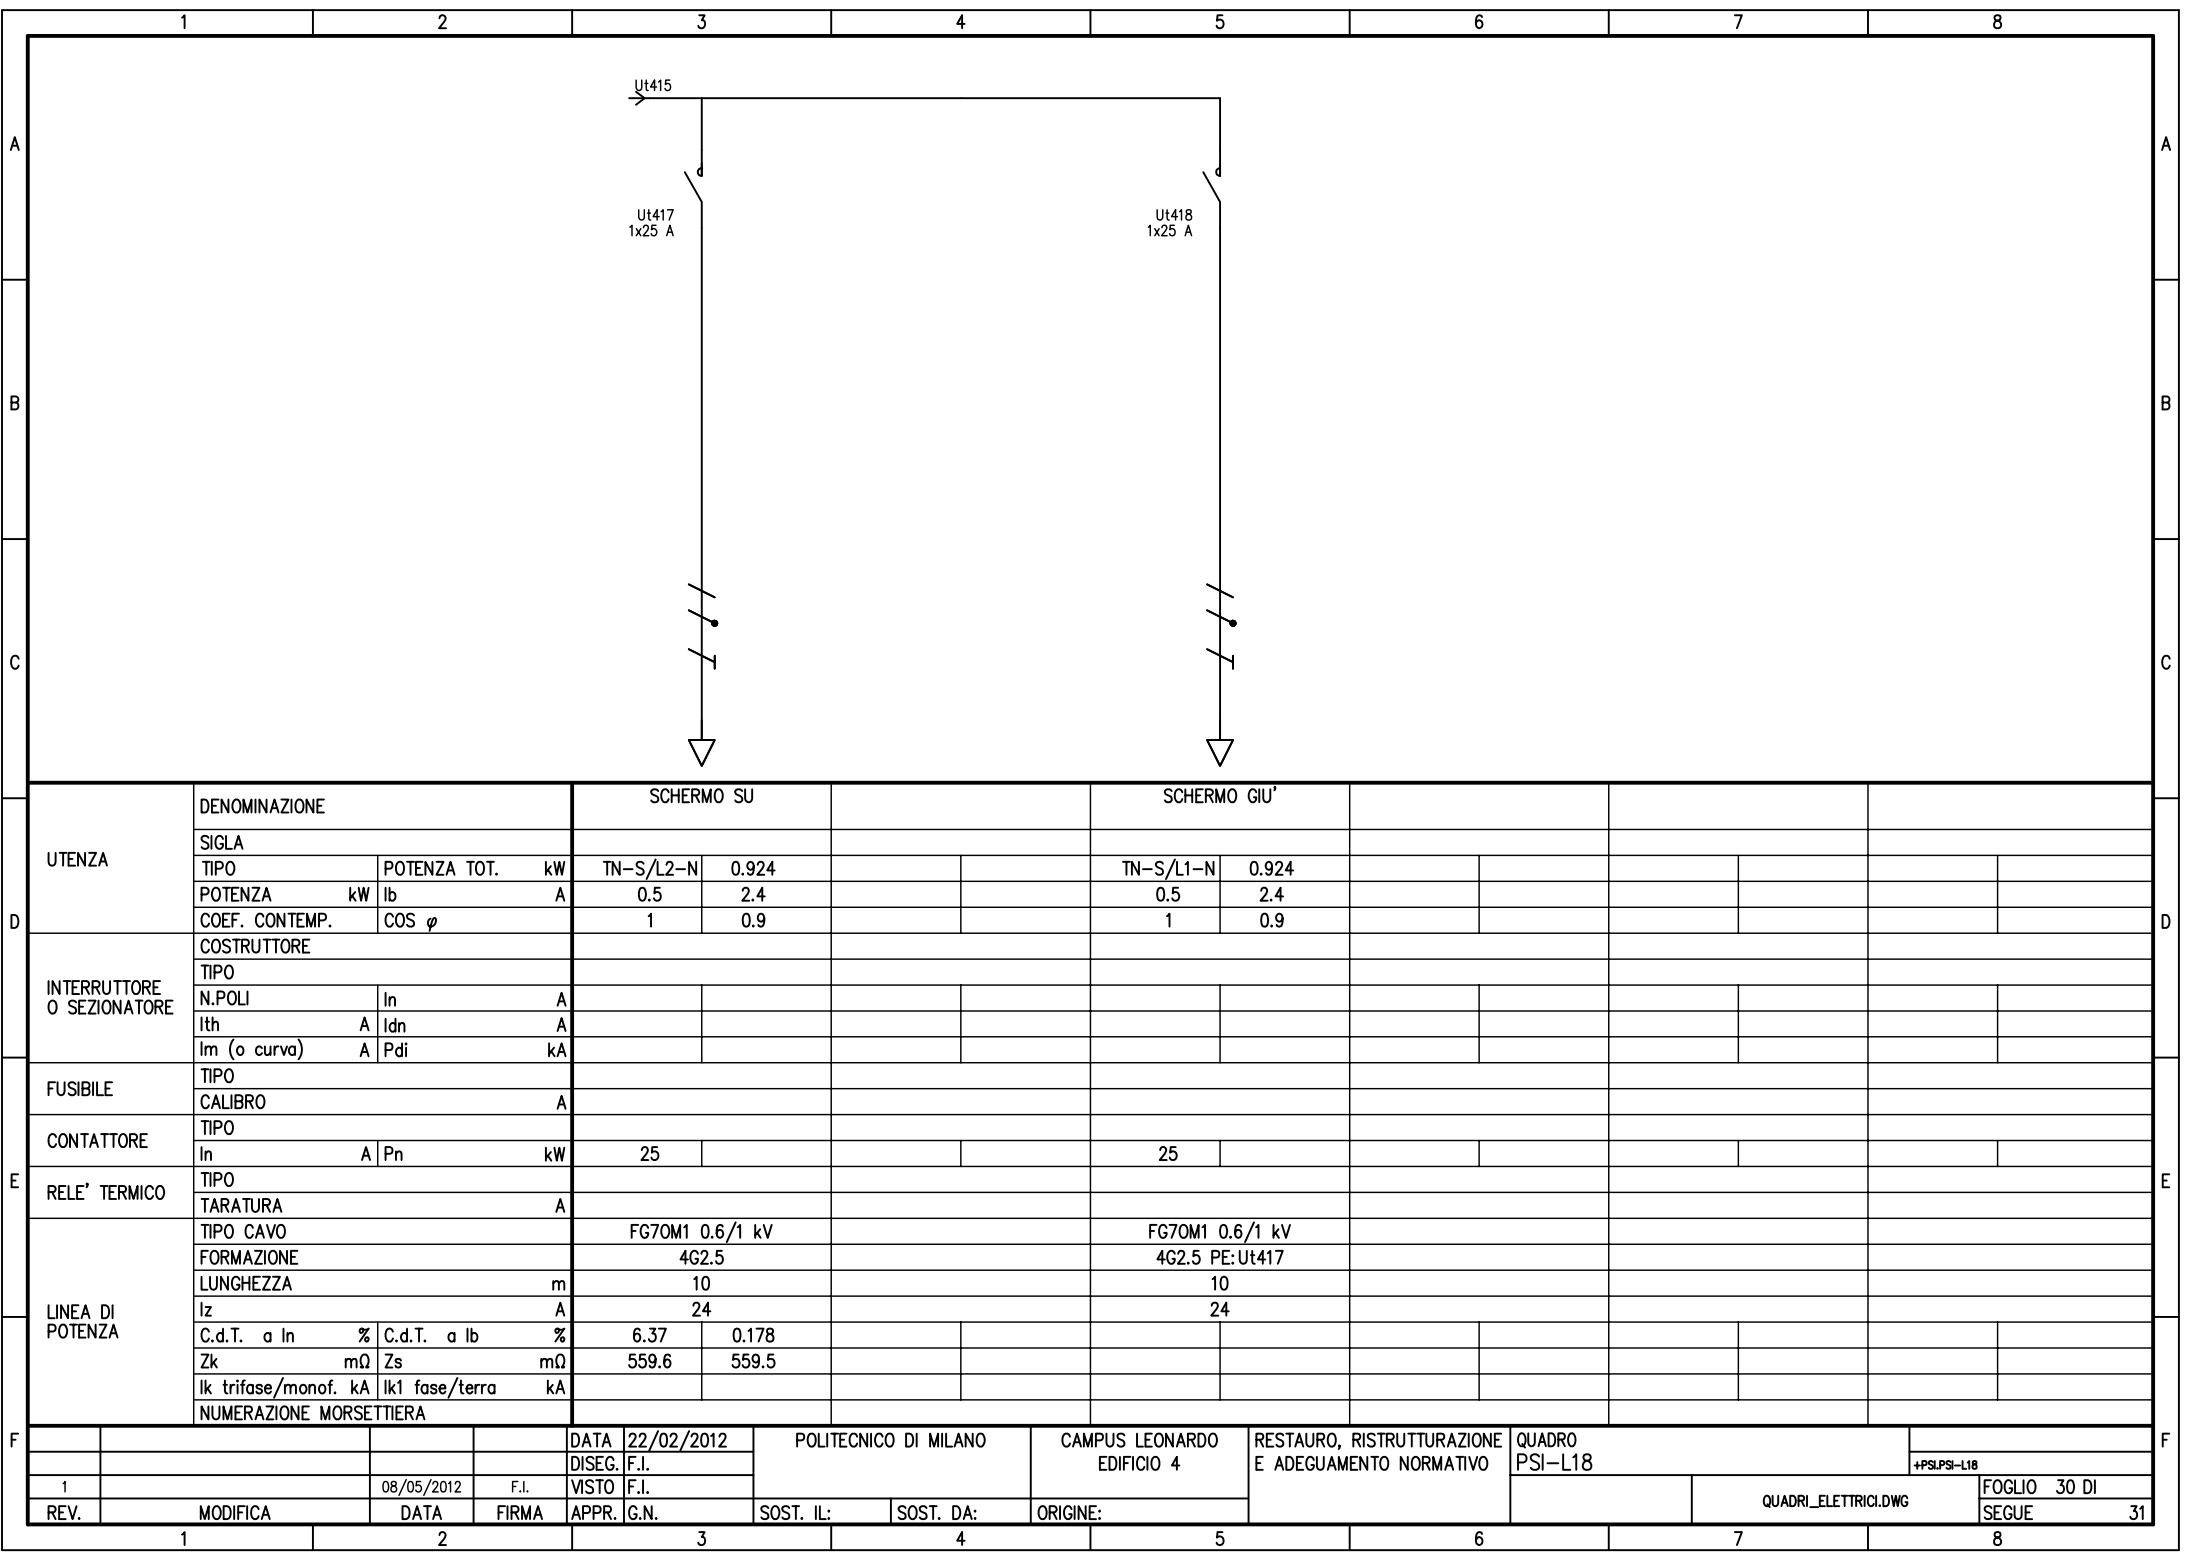 1 2 3 4 5 6 7 8
Ut415
A A
Ut417 Ut418
1x25 A 1x25 A
B B
C C
UTENZA
DENOMINAZIONE SCHERMO SU SCHERMO GIU'
SIGLA
TIPO POTENZA TOT. kW TN-S/L2-N 0.924 TN-S/L1-N 0.924
POTENZA kW Ib A 0.5 2.4 0.5 2.4
D COEF. CONTEMP. COS φ 1 0.9 1 0.9 D
INTERRUTTORE
O SEZIONATORE
COSTRUTTORE
TIPO
N.POLI In A
Ith A Idn A
Im (o curva) A Pdi kA
FUSIBILE
TIPO
CALIBRO A
CONTATTORE
TIPO
In A Pn kW 25 25
E E
RELE' TERMICO
TIPO
TARATURA A
LINEA DI
POTENZA
TIPO CAVO FG7OM1 0.6/1 kV FG7OM1 0.6/1 kV
FORMAZIONE 4G2.5 4G2.5 PE:Ut417
LUNGHEZZA m 10 10
Iz A 24 24
C.d.T. a In % C.d.T. a Ib % 6.37 0.178
Zk mΩ Zs mΩ 559.6 559.5
Ik trifase/monof. kA Ik1 fase/terra kA
NUMERAZIONE MORSETTIERA
F F
DATA 22/02/2012 POLITECNICO DI MILANO CAMPUS LEONARDO RESTAURO, RISTRUTTURAZIONE QUADRO
DISEG. F.I. EDIFICIO 4 E ADEGUAMENTO NORMATIVO PSI-L18 +PSI.PSI-L18
1 08/05/2012 F.I. VISTO F.I. QUADRI_ELETTRICI.DWG FOGLIO 30 DI
REV. MODIFICA DATA FIRMA APPR. G.N. SOST. IL: SOST. DA: ORIGINE: SEGUE 31
1 2 3 4 5 6 7 8